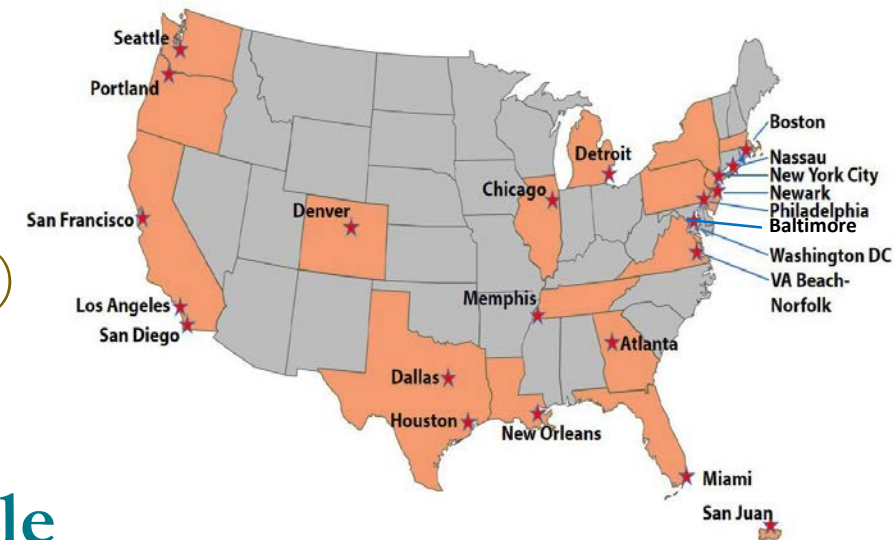 Seattle
Portland
San Francisco
Los Angeles
San Diego
Denver
Dallas
Houston
New Orleans
Memphis
Chicago
Detroit
Atlanta
Miami
San Juan
Boston
Nassau
New York City
Newark
Philadelphia
Baltimore
Washington DC
VA Beach-
Norfolk
le